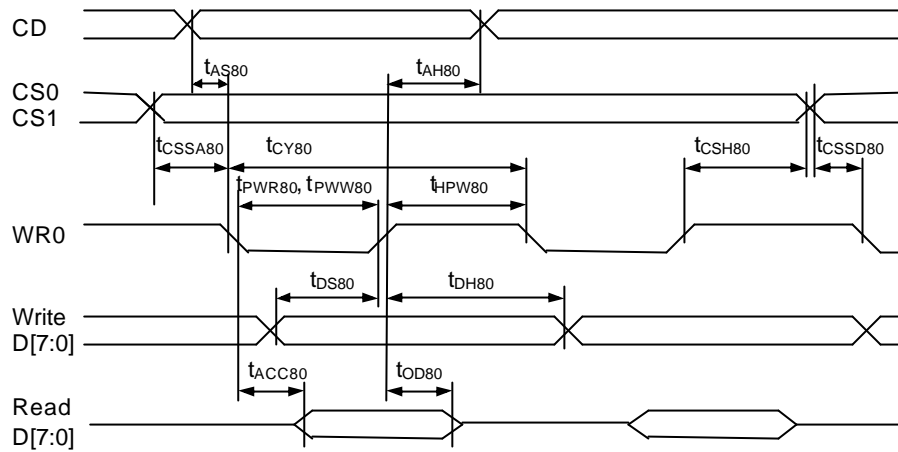 CD
tAS80 tAH80
CS0
CS1
tCSSA80 tCY80 tCSH80 tCSSD80
tPWR80, tPWW80 tHPW80
WR0
tDS80 tDH80
Write
D[7:0]
tACC80 tOD80
Read
D[7:0]